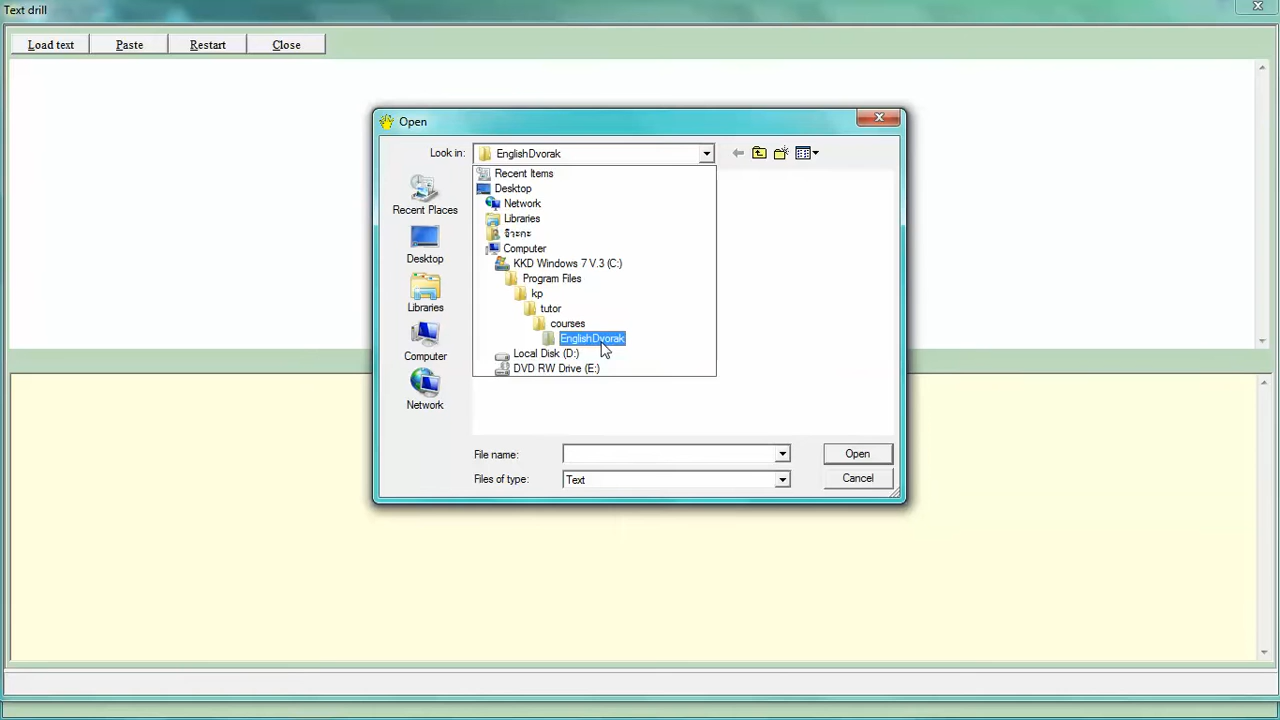 Text drill
Load text
Paste
Restart
Close
Open
Look in:
EnglishDvorak
Recent Items
Desktop
Network
Libraries
Computer
KKD Windows 7 V.3 (C:)
Program Files
kp
tutor
courses
EnglishDvorak
Local Disk (D:)
DVD RW Drive (E:)
Recent Places
Desktop
Libraries
Computer
Network
File name:
Open
Files of type:
Text
Cancel